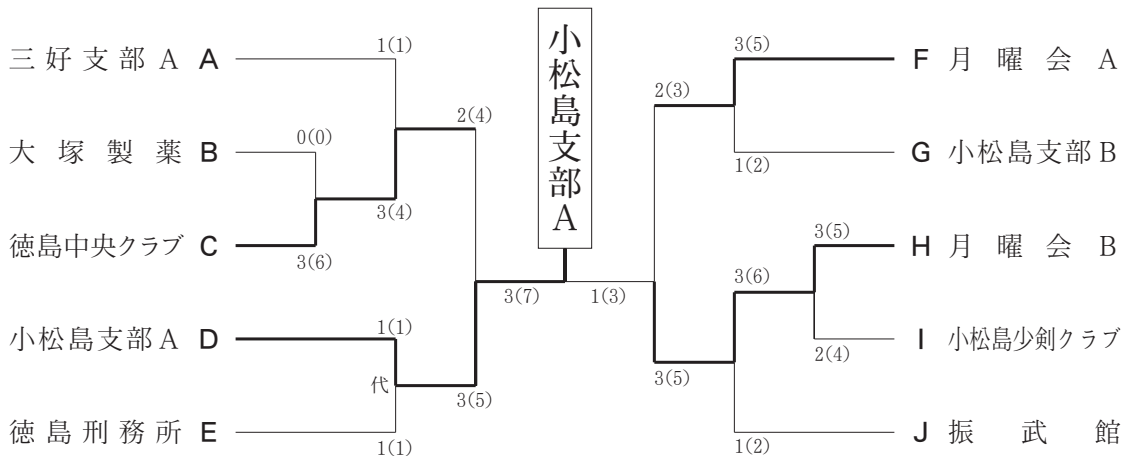 三好支部A A
1(1)
大塚製薬 B
0(0)
2(4)
徳島中央クラブ C
3(6)
3(4)
小松島支部A D
1(1)
代
3(5)
徳島刑務所 E
1(1)
3(7)
小松島支部A
1(3)
3(5)
F 月曜会A
2(3)
1(2)
G 小松島支部B
3(5)
H 月曜会B
3(6)
2(4)
I 小松島少剣クラブ
3(5)
1(2)
J 振武館